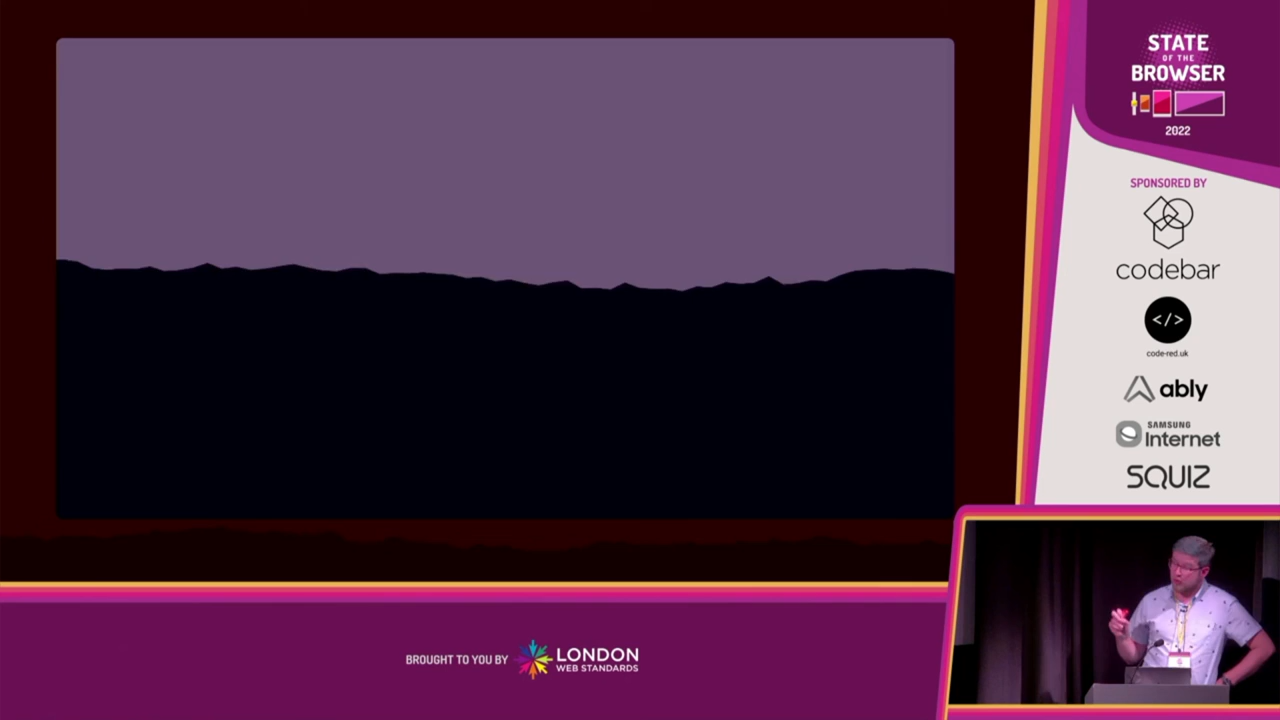 STATE
OF THE
BROWSER
2022
SPONSORED BY
codebar
</>
code-red.uk
ably
SAMSUNG
Internet
SQUIZ
BROUGHT TO YOU BY
LONDON
WEB STANDARDS